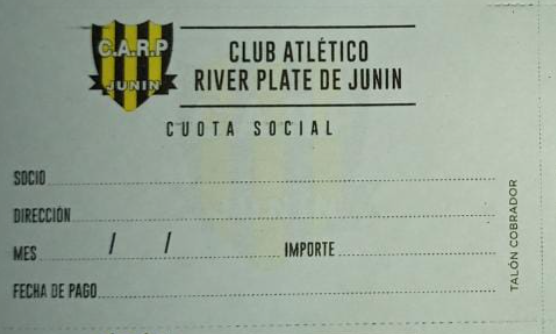 C.A.R.P
JUNIN
CLUB ATLÉTICO
RIVER PLATE DE JUNIN
CUOTA SOCIAL
SOCIO
DIRECCIÓN
MES / / IMPORTE
FECHA DE PAGO
TALÓN COBRADOR